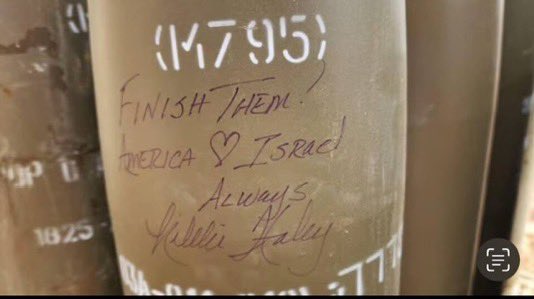 (M795)
FINISH THEM!
AMERICA ♡ ISRAEL
ALWAYS
Nikki Haley
1825